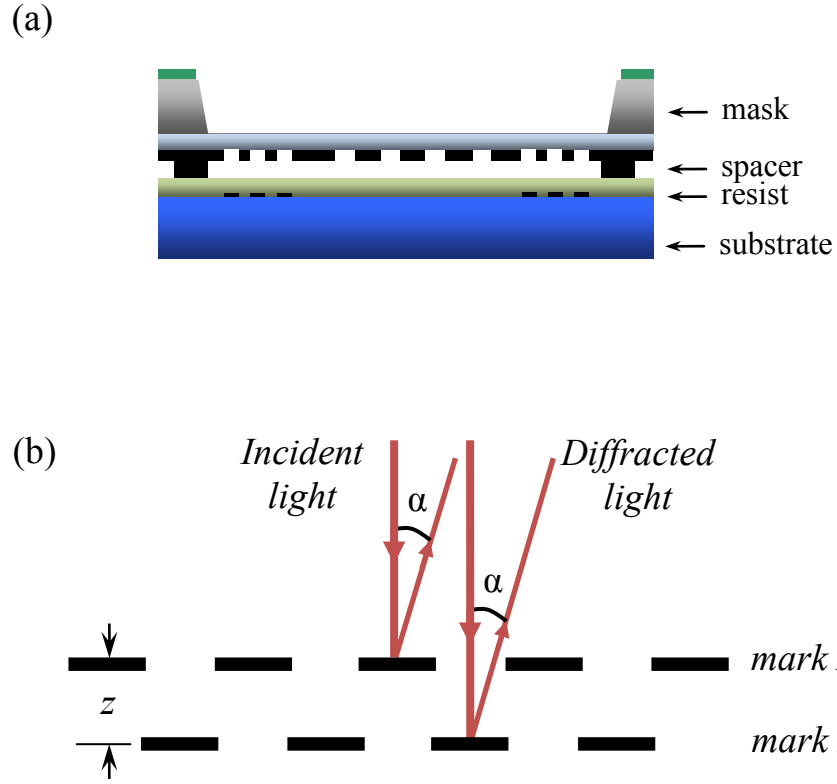 (a)
mask
spacer
resist
substrate
(b)
Incident
light
Diffracted
light
α
α
z
mark
mark